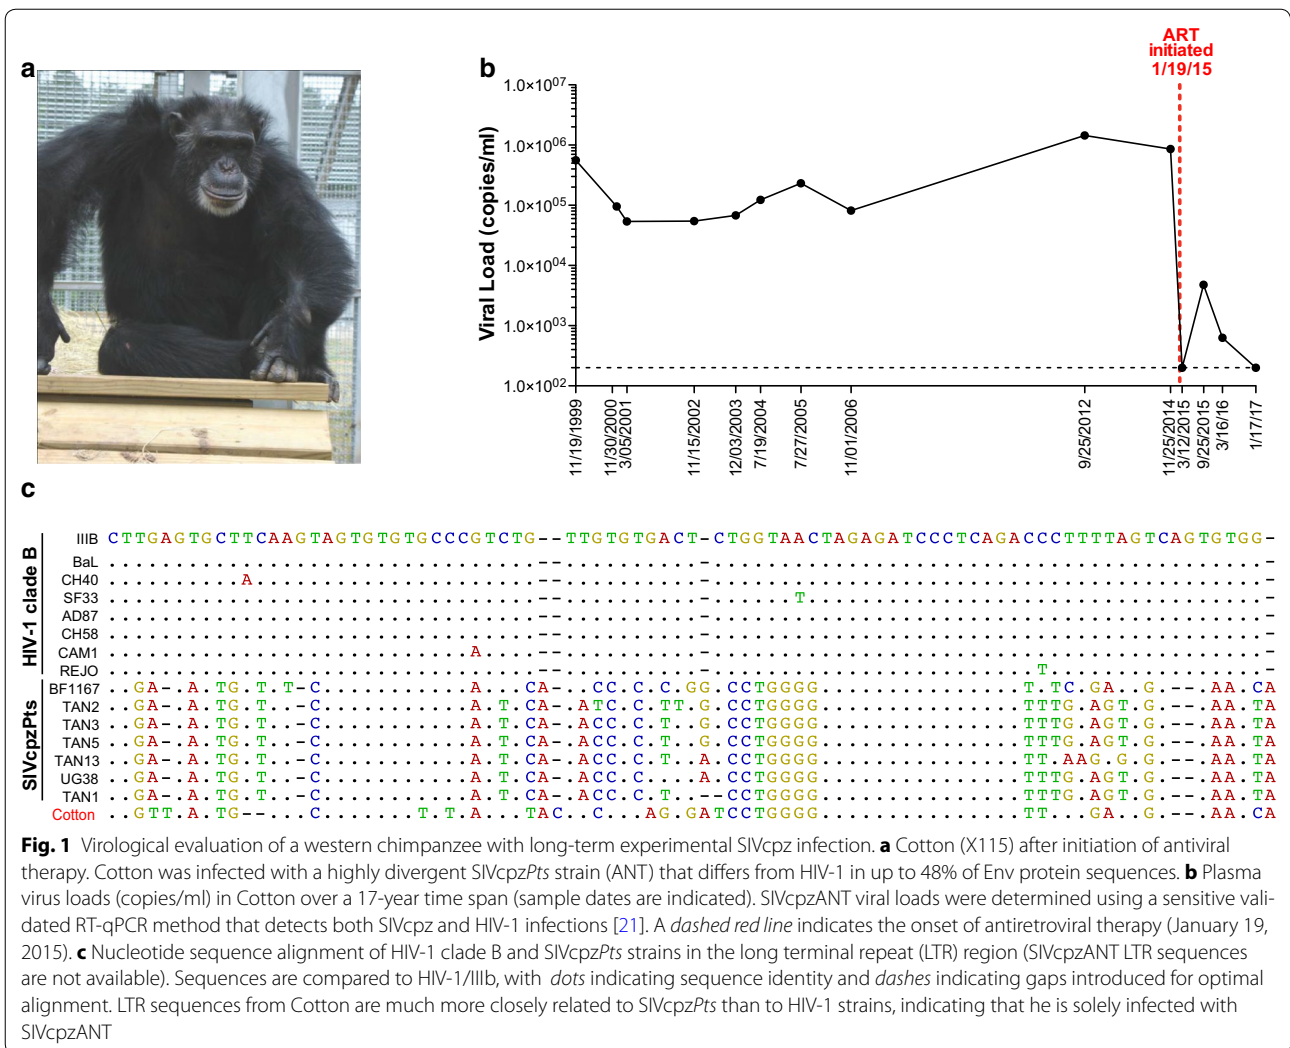 a
b
ART
initiated
1/19/15
Viral Load (copies/ml)
1.0×10⁰⁷
1.0×10⁰⁶
1.0×10⁰⁵
1.0×10⁰⁴
1.0×10⁰³
1.0×10⁰²
11/19/1999
11/30/2000
3/05/2001
11/15/2002
12/03/2003
7/19/2004
7/27/2005
11/01/2006
9/25/2012
11/25/2014
3/12/2015
9/25/2015
3/16/16
1/17/17
c
HIV-1 clade B
IIIB CTTGAGTGCTTCAAGTAGTGTGTGCCCGTCTG--TTGTGTGACT-CTGGTAACTAGAGATCCCTCAGACCCTTTTAGTCAGTGTGG-
BaL
CH40 A
SF33 T
AD87
CH58
CAM1 A
REJO T
SIVcpzPts
BF1167
TAN2
TAN3
TAN5
TAN13
UG38
TAN1
Cotton
Fig. 1 Virological evaluation of a western chimpanzee with long-term experimental SIVcpz infection. a Cotton (X115) after initiation of antiviral
therapy. Cotton was infected with a highly divergent SIVcpzPts strain (ANT) that differs from HIV-1 in up to 48% of Env protein sequences. b Plasma
virus loads (copies/ml) in Cotton over a 17-year time span (sample dates are indicated). SIVcpzANT viral loads were determined using a sensitive vali-
dated RT-qPCR method that detects both SIVcpz and HIV-1 infections [21]. A dashed red line indicates the onset of antiretroviral therapy (January 19,
2015). c Nucleotide sequence alignment of HIV-1 clade B and SIVcpzPts strains in the long terminal repeat (LTR) region (SIVcpzANT LTR sequences
are not available). Sequences are compared to HIV-1/IIIb, with dots indicating sequence identity and dashes indicating gaps introduced for optimal
alignment. LTR sequences from Cotton are much more closely related to SIVcpzPts than to HIV-1 strains, indicating that he is solely infected with
SIVcpzANT